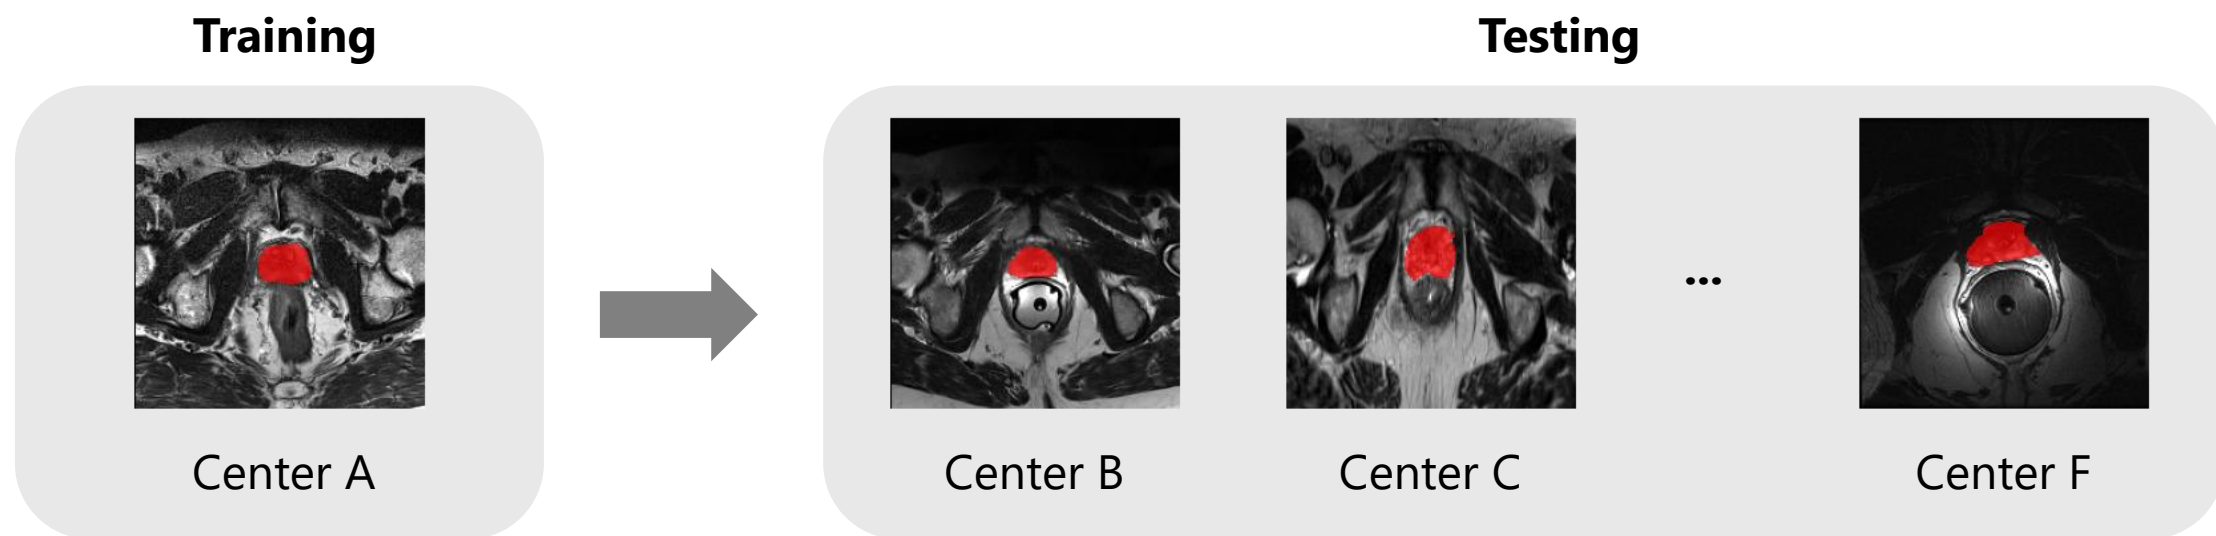 Training
Testing
...
Center A
Center B
Center C
Center F